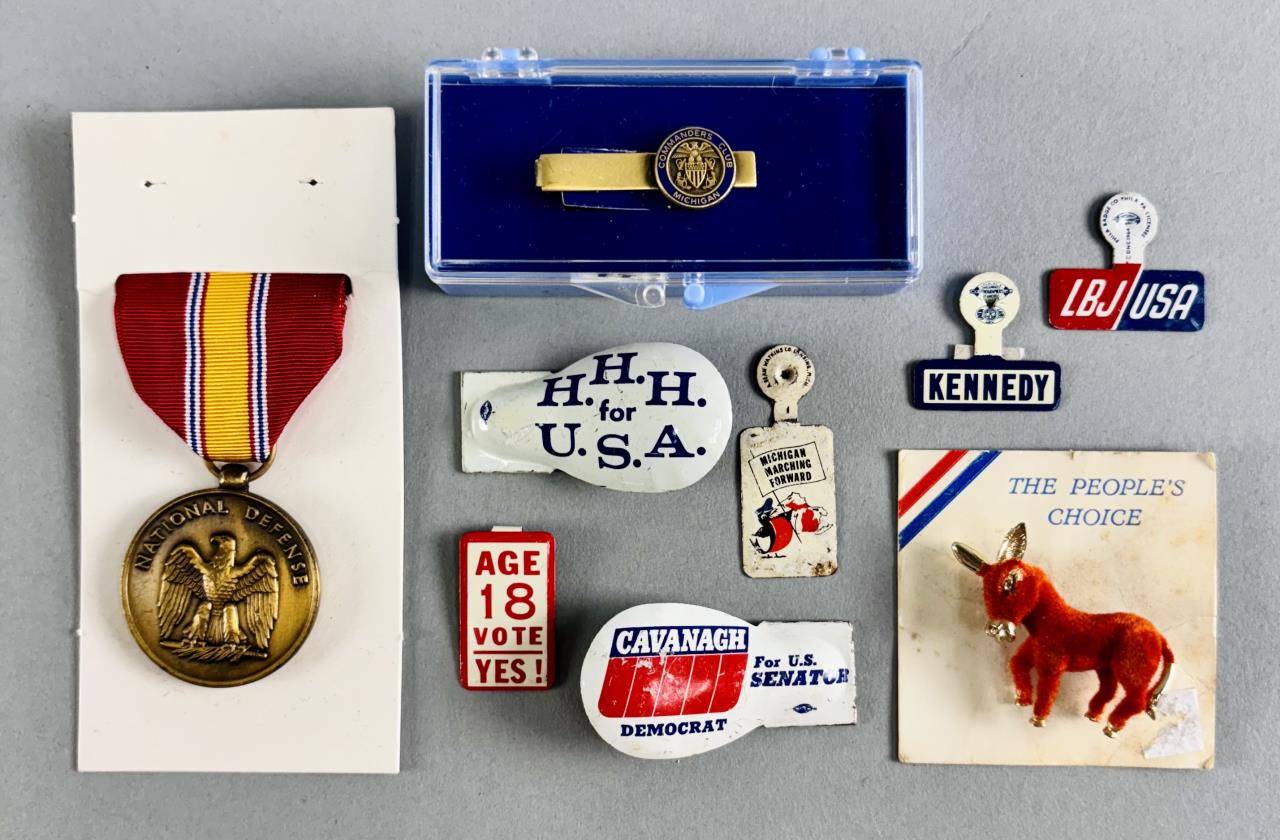 COMMANDERS CLUB
MICHIGAN
NATIONAL DEFENSE
H.H.H.
for
U.S.A.
MICHIGAN
MARCHING
FORWARD
KENNEDY
LBJ/USA
AGE
18
VOTE
YES!
CAVANAGH
DEMOCRAT
For U.S.
SENATOR
THE PEOPLE'S
CHOICE